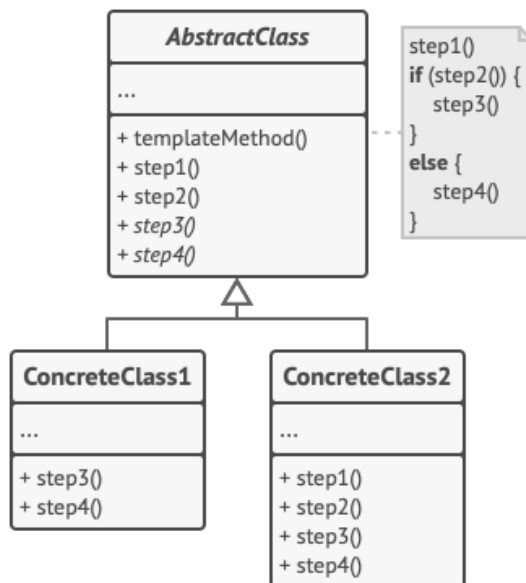 AbstractClass
...
+ templateMethod()
+ step1()
+ step2()
+ step3()
+ step4()
step1()
if (step2()) {
step3()
}
else {
step4()
}
ConcreteClass1
...
+ step3()
+ step4()
ConcreteClass2
...
+ step1()
+ step2()
+ step3()
+ step4()